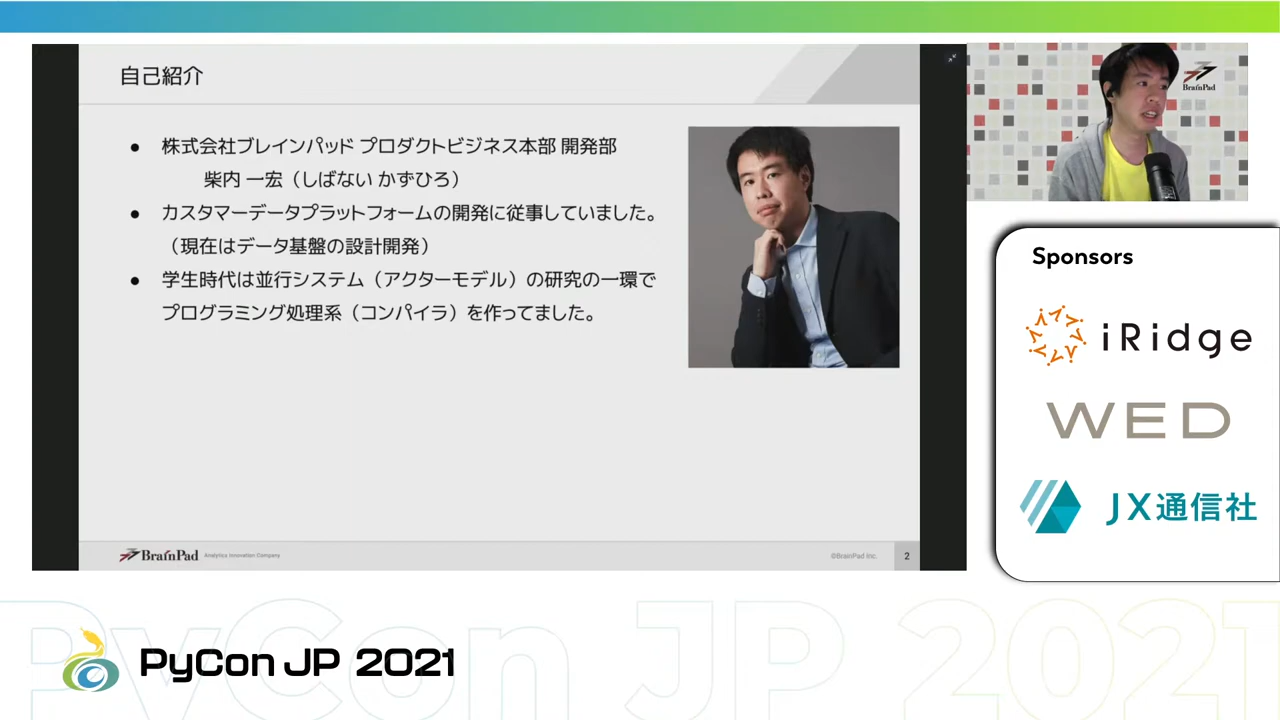 自己紹介
● 株式会社ブレインパッド プロダクトビジネス本部 開発部
柴内 一宏（しばない かずひろ）
● カスタマーデータプラットフォームの開発に従事していました。
（現在はデータ基盤の設計開発）
● 学生時代は並行システム（アクターモデル）の研究の一環で
プログラミング処理系（コンパイラ）を作ってました。
BrainPad Analytics Innovation Company
©BrainPad Inc.
2
BrainPad
Sponsors
iRidge
WED
JX通信社
PyCon JP 2021
PyCon JP 2021